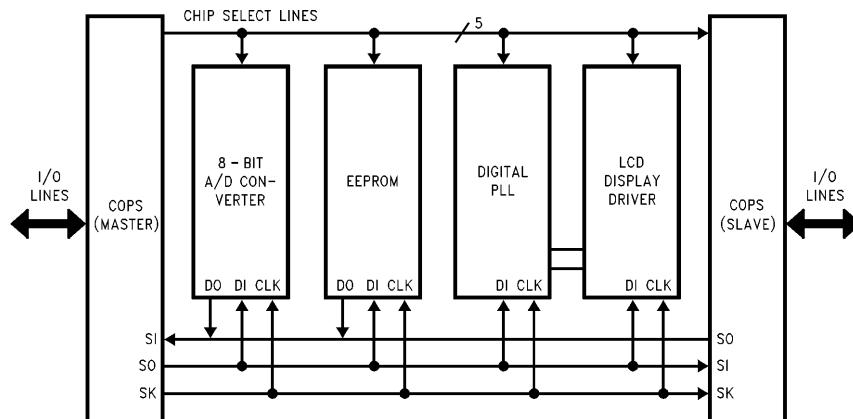 CHIP SELECT LINES
5
8 - BIT
A/D CON-
VERTER
EEPROM
DIGITAL
PLL
LCD
DISPLAY
DRIVER
I/O
LINES
COPS
(MASTER)
COPS
(SLAVE)
I/O
LINES
DO DI CLK
DO DI CLK
DI CLK
DI CLK
SI
SO
SO
SI
SK
SK